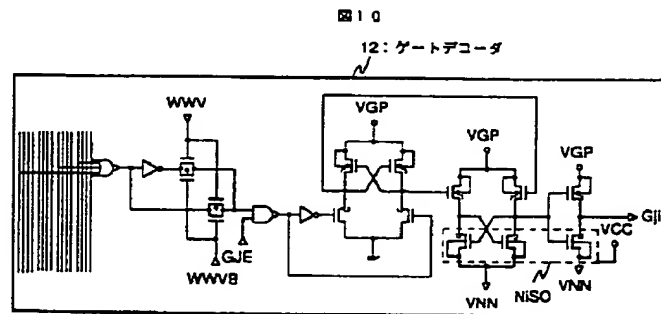 図10
12:ゲートデコーダ
WWV
VGP
VGP
VGP
Gji
VCC
GJE
WWVB
VNN
NiSO
VNN